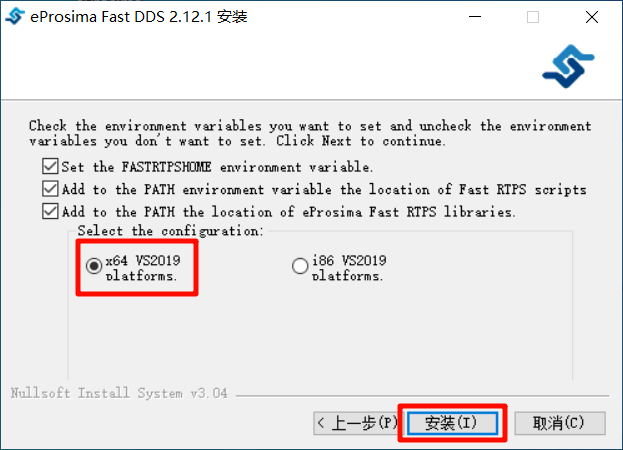 eProsima Fast DDS 2.12.1 安装
Check the environment variables you want to set and uncheck the environment
variables you don't want to set. Click Next to continue.
Set the FASTRTPSHOME environment variable.
Add to the PATH environment variable the location of Fast RTPS scripts
Add to the PATH the location of eProsima Fast RTPS libraries.
Select the configuration:
x64 VS2019
platforms.
i86 VS2019
platforms.
Nullsoft Install System v3.04
< 上一步(P)
安装(I)
取消(C)